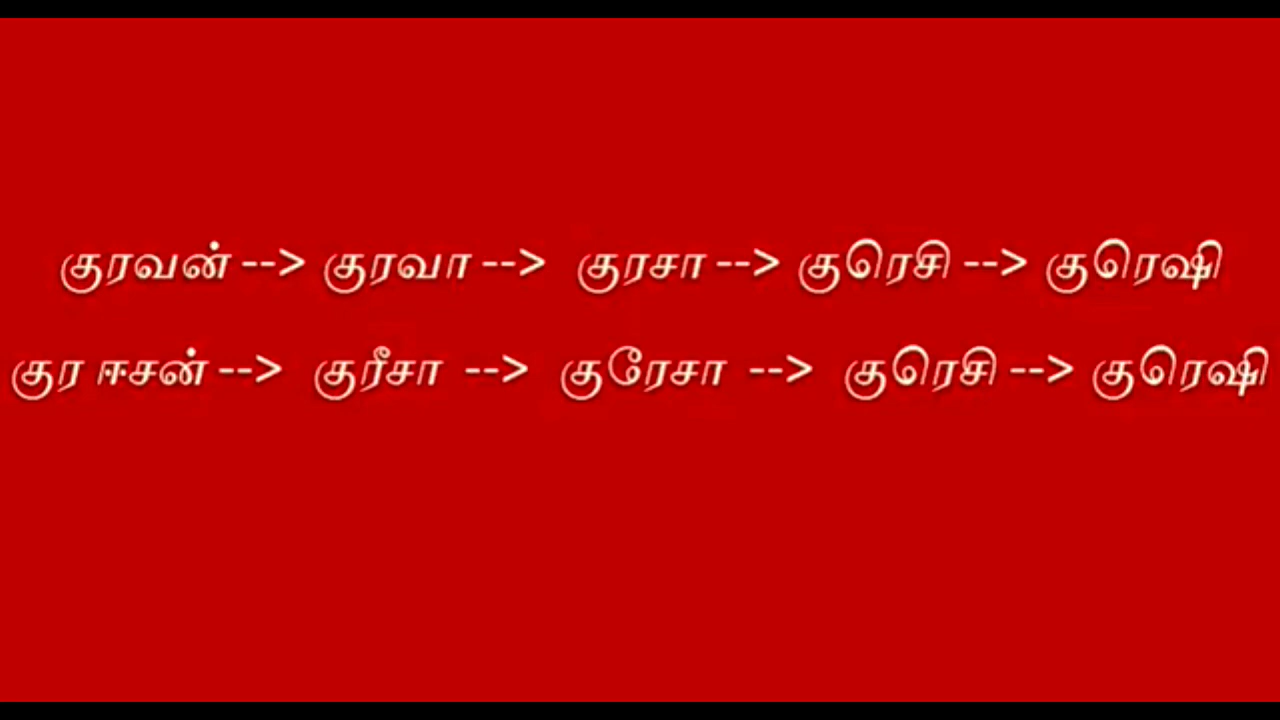 குரவன் --> குரவா --> குரசா --> குரெசி --> குரெஷி
குர ஈசன் --> குரீசா --> குரேசா --> குரெசி --> குரெஷி